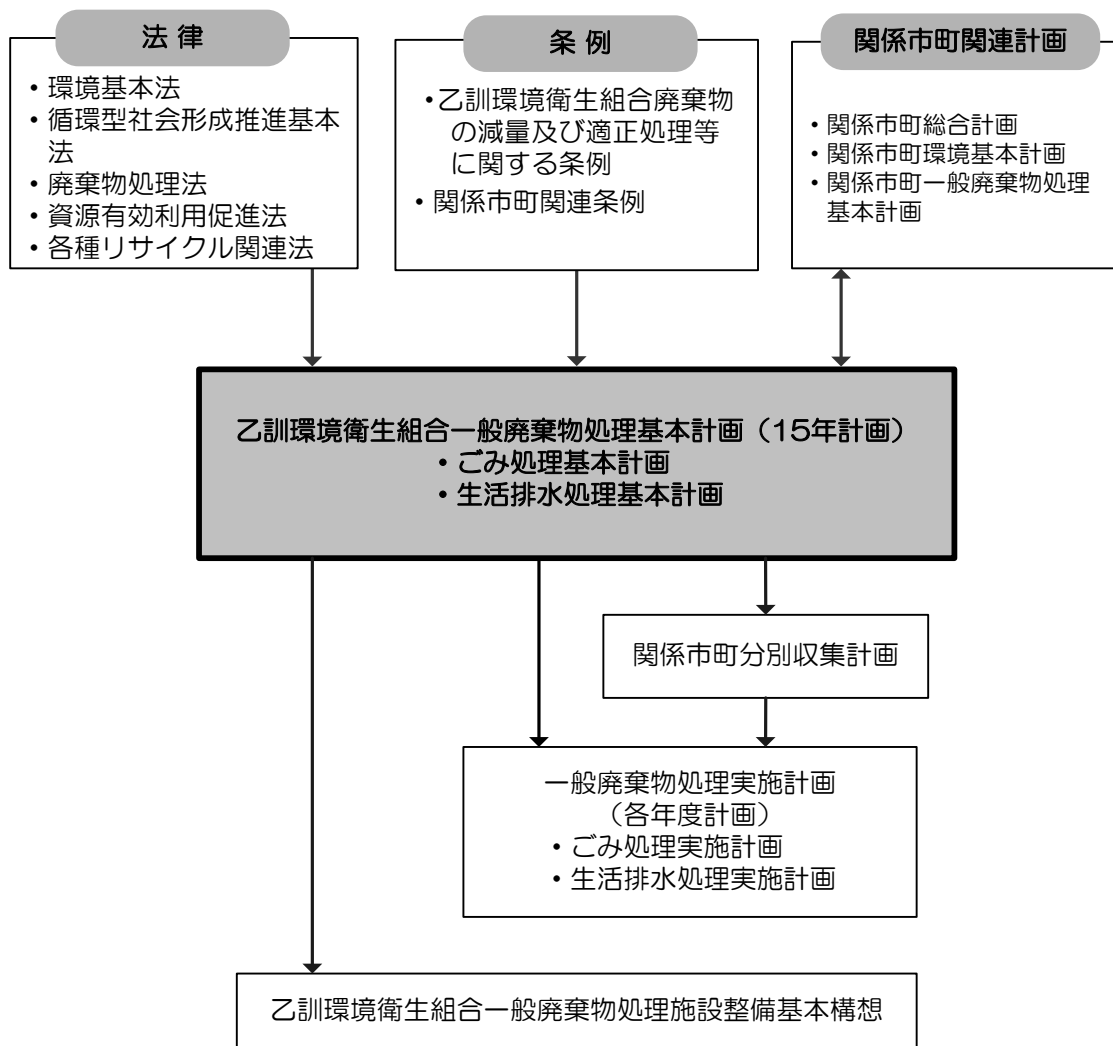 法 律
・環境基本法
・循環型社会形成推進基本
法
・廃棄物処理法
・資源有効利用促進法
・各種リサイクル関連法
条 例
・乙訓環境衛生組合廃棄物
の減量及び適正処理等
に関する条例
・関係市町関連条例
関係市町関連計画
・関係市町総合計画
・関係市町環境基本計画
・関係市町一般廃棄物処理
基本計画
乙訓環境衛生組合一般廃棄物処理基本計画（15年計画）
・ごみ処理基本計画
・生活排水処理基本計画
関係市町分別収集計画
一般廃棄物処理実施計画
（各年度計画）
・ごみ処理実施計画
・生活排水処理実施計画
乙訓環境衛生組合一般廃棄物処理施設整備基本構想